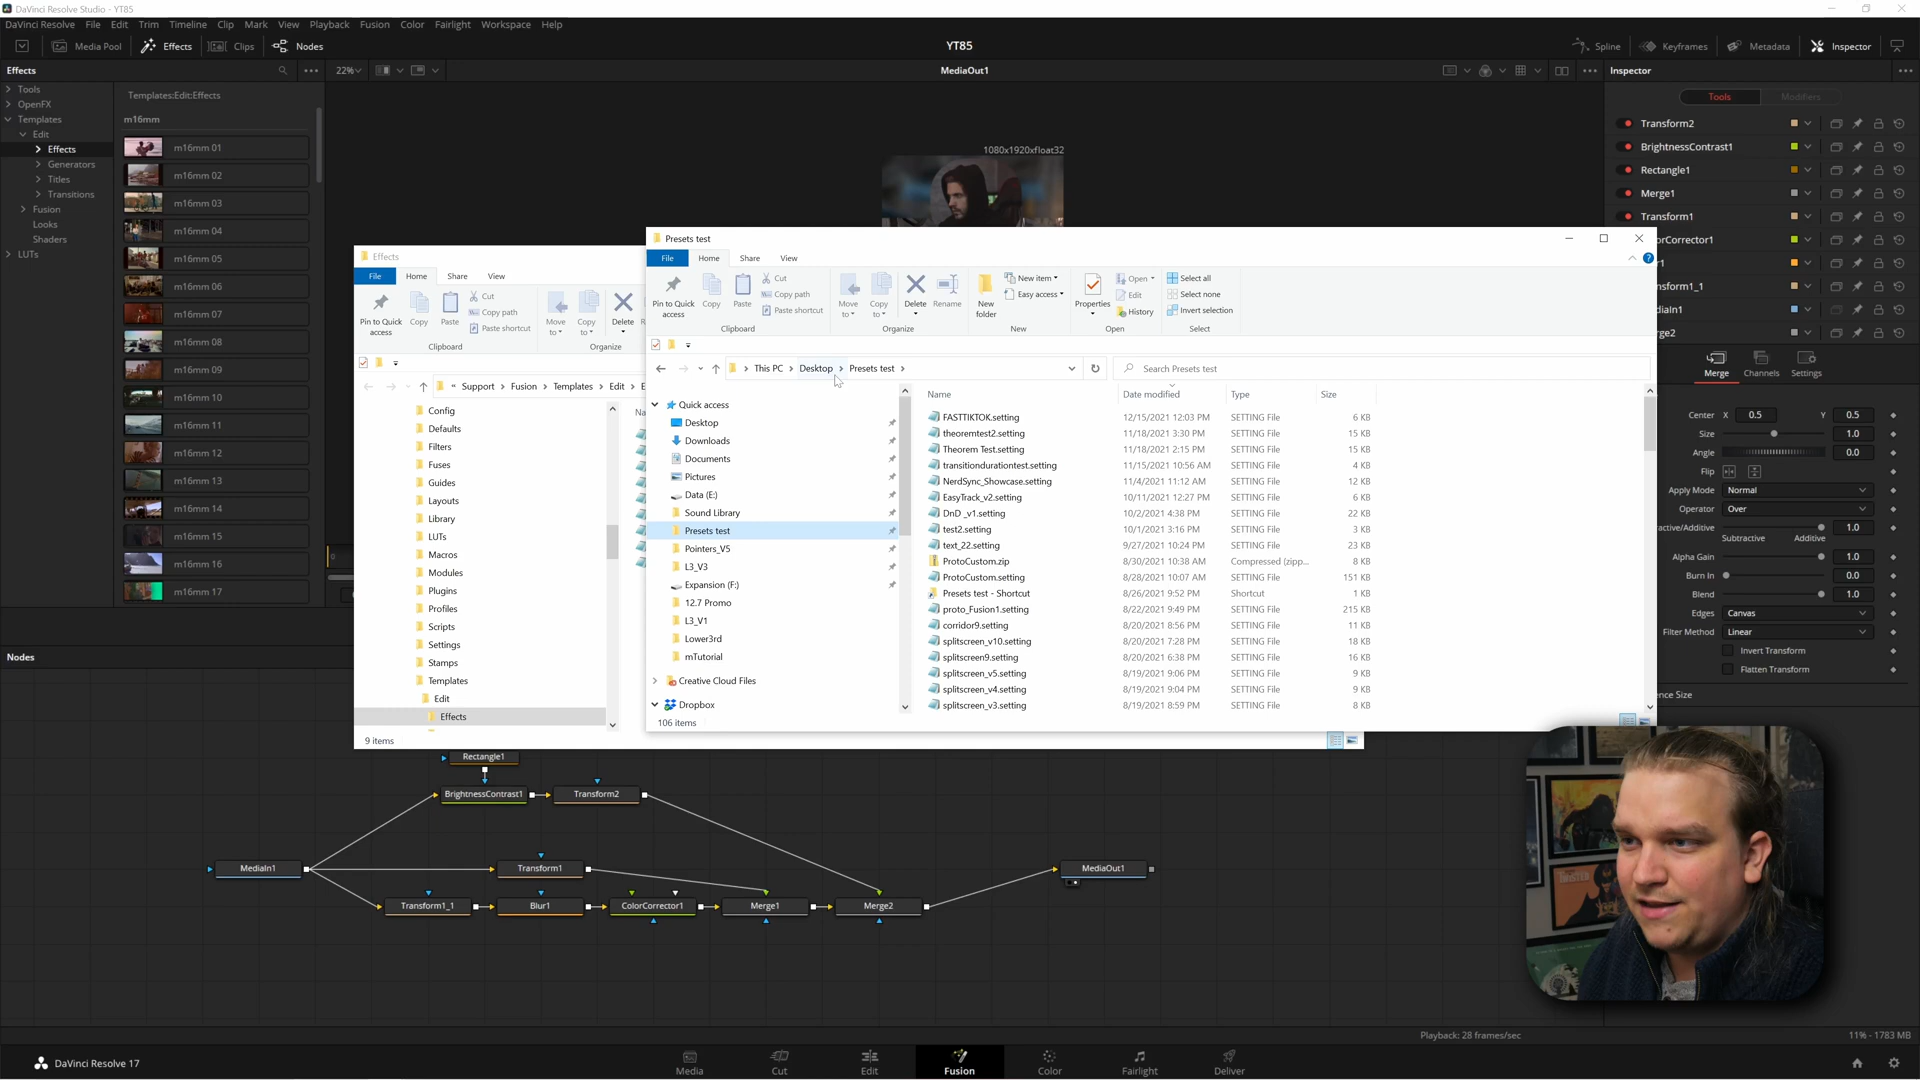 DaVinci Resolve Studio - YT85
DaVinci Resolve File Edit Trim Timeline Clip Mark View Playback Fusion Color Fairlight Workspace Help
Media Pool Effects Clips Nodes YT85 Spline Keyframes Metadata Inspector
Effects 22% MediaOut1 Inspector
Tools
OpenFX
Templates
Edit
Effects
Generators
Titles
Transitions
Fusion
Looks
Shaders
LUTs
Templates:Edit:Effects
m16mm
m16mm 01
m16mm 02
m16mm 03
m16mm 04
m16mm 05
m16mm 06
m16mm 07
m16mm 08
m16mm 09
m16mm 10
m16mm 11
m16mm 12
m16mm 13
m16mm 14
m16mm 15
m16mm 16
m16mm 17
1080x1920xfloat32
Effects
File Home Share View
Pin to Quick access
Copy
Paste
Cut
Copy path
Paste shortcut
Clipboard
Move to
Copy to
Delete
Organize
« Support › Fusion › Templates › Edit
Config
Defaults
Filters
Fuses
Guides
Layouts
Library
LUTs
Macros
Modules
Plugins
Profiles
Scripts
Settings
Stamps
Templates
Edit
Effects
9 items
Presets test
File Home Share View
Pin to Quick access
Copy
Paste
Cut
Copy path
Paste shortcut
Clipboard
Move to
Copy to
Delete
Rename
Organize
New folder
New item
Easy access
New
Properties
Open
Edit
History
Open
Select all
Select none
Invert selection
Select
This PC › Desktop › Presets test
Search Presets test
Quick access
Desktop
Downloads
Documents
Pictures
Data (E:)
Sound Library
Presets test
Pointers_V5
L3_V3
Expansion (F:)
12.7 Promo
L3_V1
Lower3rd
mTutorial
Creative Cloud Files
Dropbox
106 items
Name Date modified Type Size
FASTTIKTOK.setting 12/15/2021 12:03 PM SETTING File 6 KB
theoremtest2.setting 11/18/2021 3:30 PM SETTING File 15 KB
Theorem Test.setting 11/18/2021 2:15 PM SETTING File 15 KB
transitiondurationtest.setting 11/15/2021 10:56 AM SETTING File 4 KB
NerdSync_Showcase.setting 11/4/2021 11:12 AM SETTING File 12 KB
EasyTrack_v2.setting 10/11/2021 12:27 PM SETTING File 6 KB
DnD _v1.setting 10/2/2021 4:38 PM SETTING File 22 KB
test2.setting 10/1/2021 3:16 PM SETTING File 3 KB
text_22.setting 9/27/2021 10:24 PM SETTING File 23 KB
ProtoCustom.zip 8/30/2021 10:38 AM Compressed (zipp... 8 KB
ProtoCustom.setting 8/28/2021 10:07 AM SETTING File 151 KB
Presets test - Shortcut 8/26/2021 9:52 PM Shortcut 1 KB
proto_Fusion1.setting 8/22/2021 9:49 PM SETTING File 215 KB
corridor9.setting 8/20/2021 8:56 PM SETTING File 11 KB
splitscreen_v10.setting 8/20/2021 7:28 PM SETTING File 18 KB
splitscreen9.setting 8/20/2021 6:38 PM SETTING File 16 KB
splitscreen_v5.setting 8/19/2021 9:06 PM SETTING File 9 KB
splitscreen_v4.setting 8/19/2021 9:04 PM SETTING File 9 KB
splitscreen_v3.setting 8/19/2021 8:59 PM SETTING File 8 KB
Tools Modifiers
Transform2
BrightnessContrast1
Rectangle1
Merge1
Transform1
orCorrector1
r1
nsform1_1
diaIn1
rge2
Merge Channels Settings
Center X 0.5 Y 0.5
Size 1.0
Angle 0.0
Flip
Apply Mode Normal
Operator Over
ractive/Additive 1.0
Subtractive Additive
Alpha Gain 1.0
Burn In 0.0
Blend 1.0
Edges Canvas
Filter Method Linear
Invert Transform
Flatten Transform
ence Size
Nodes
Rectangle1
BrightnessContrast1
Transform2
MediaIn1
Transform1
MediaOut1
Transform1_1
Blur1
ColorCorrector1
Merge1
Merge2
Playback: 28 frames/sec 11% - 1783 MB
DaVinci Resolve 17
Media Cut Edit Fusion Color Fairlight Deliver